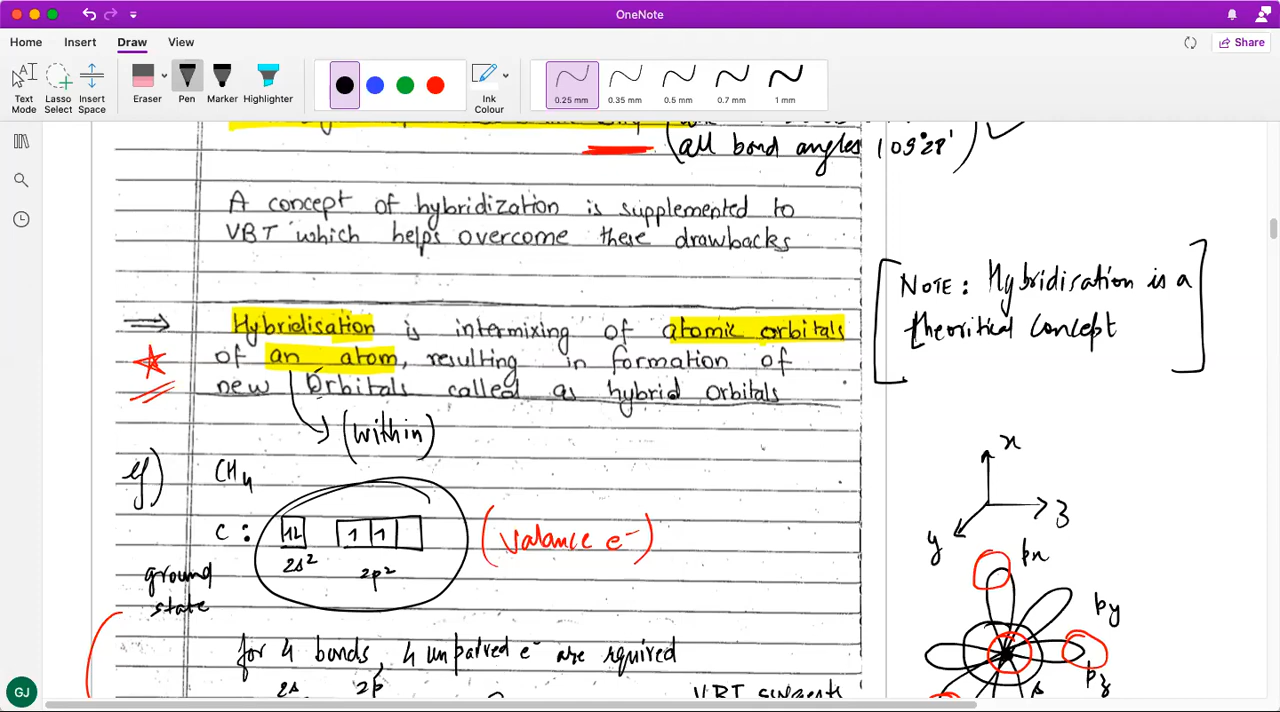 OneNote
Home Insert Draw View
Share
Text Mode
Lasso Select
Insert Space
Eraser
Pen
Marker
Highlighter
Ink Colour
0.25 mm
0.35 mm
0.5 mm
0.7 mm
1 mm
(all bond angles 109°28')
A concept of hybridization is supplemented to
VBT which helps overcome these drawbacks
NOTE: Hybridisation is a
theoritical concept
Hybridisation is intermixing of atomic orbitals
of an atom, resulting in formation of
new Orbitals called as hybrid orbitals
(within)
eg) CH4
C :
1 1
2s²
2p²
(valance e⁻)
ground
state
for 4 bonds, 4 unpaired e⁻ are required
2s 2p
VBT suggests
x
y
z
px
py
pz
s
GJ